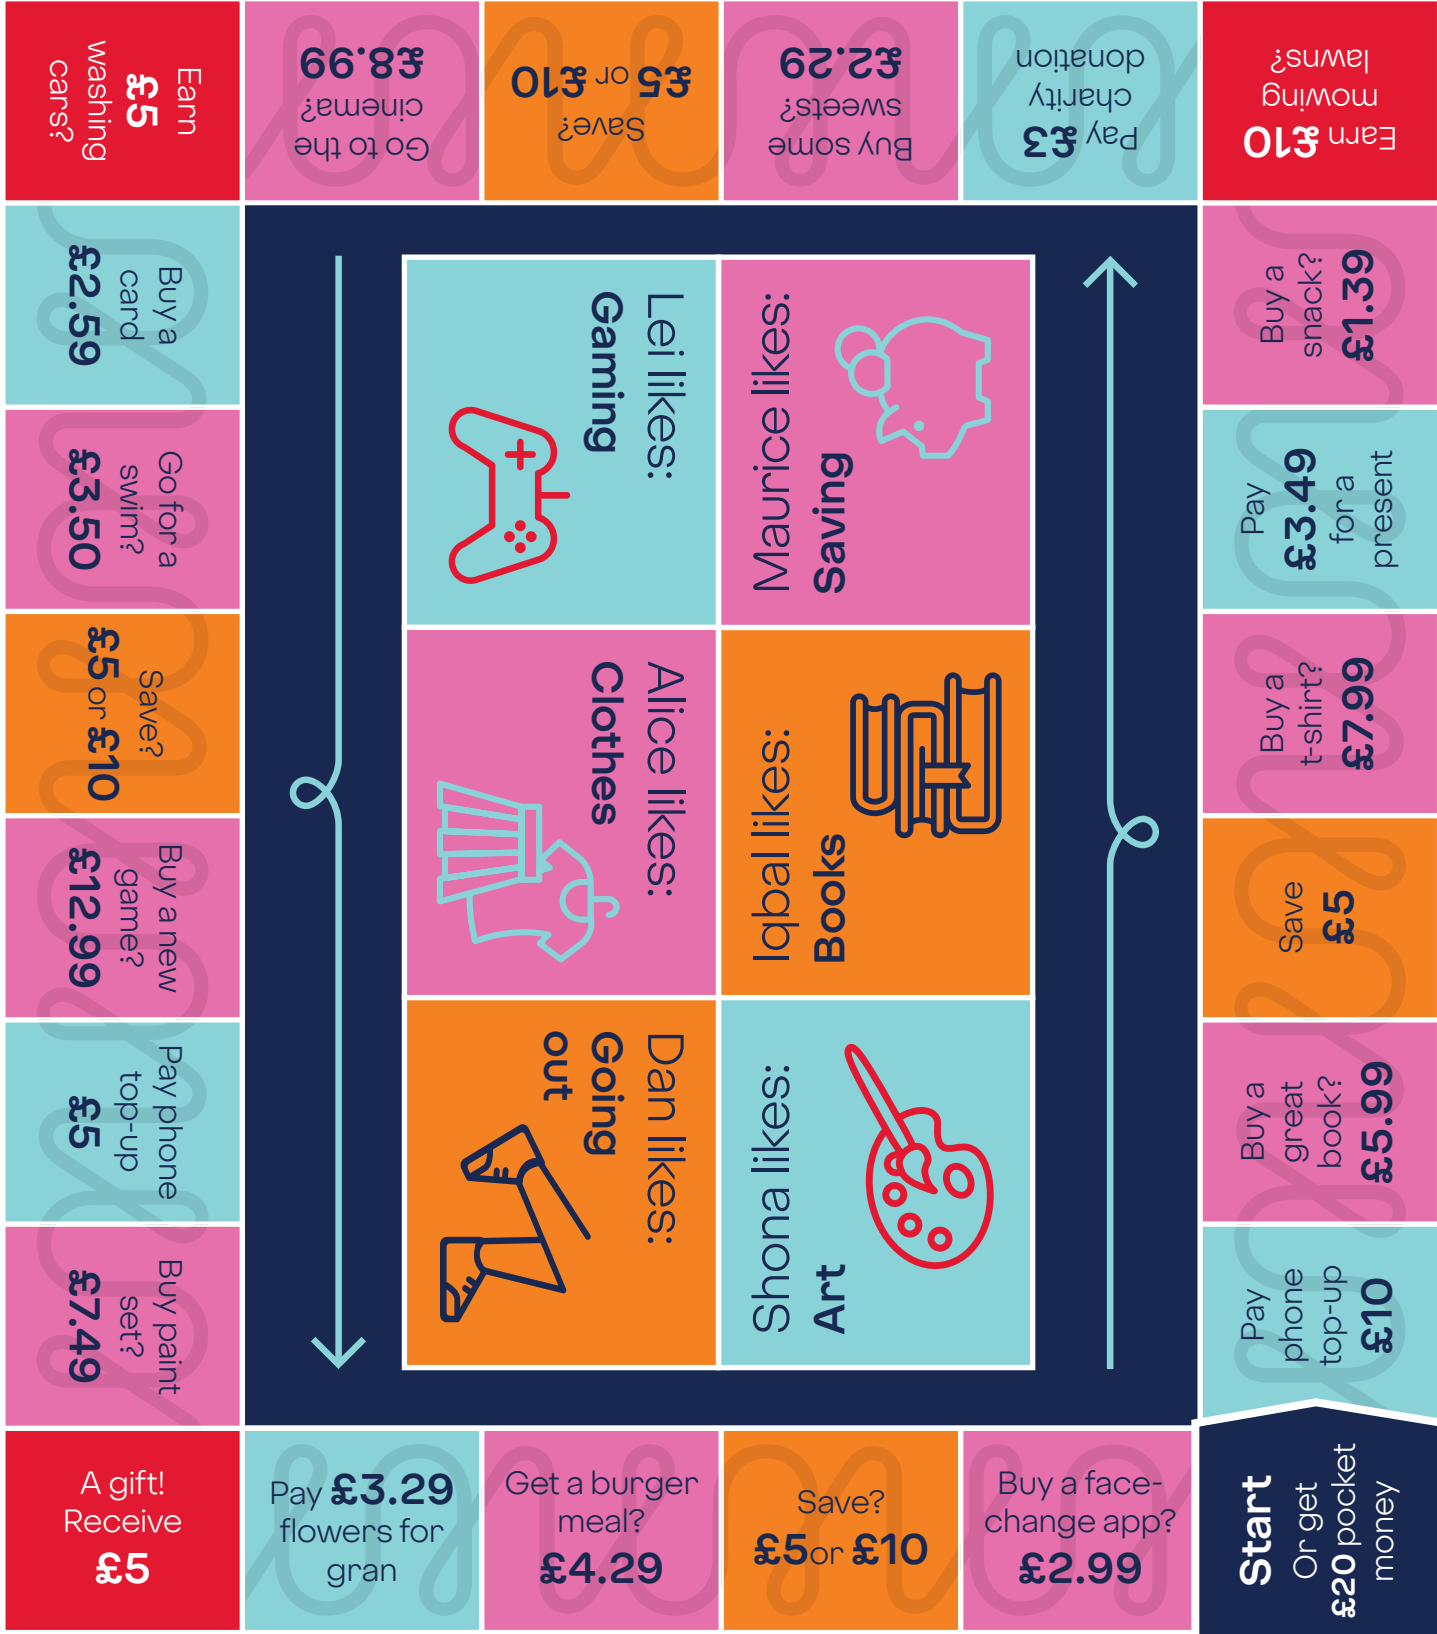 Start
Or get
£20 pocket
money
Pay
phone
top-up
£10
Buy a
great
book?
£5.99
Save
£5
Buy a
t-shirt?
£7.99
Pay
£3.49
for a
present
Buy a
snack?
£1.39
Earn £10
mowing
lawns?
Pay £3
charity
donation
Buy some
sweets?
£2.29
Save?
£5 or £10
Go to the
cinema?
£8.99
Earn
£5
washing
cars?
Buy a
card
£2.59
Go for a
swim?
£3.50
Save?
£5 or £10
Buy a new
game?
£12.99
Pay phone
top-up
£5
Buy paint
set?
£7.49
A gift!
Receive
£5
Pay £3.29
flowers for
gran
Get a burger
meal?
£4.29
Save?
£5 or £10
Buy a face-
change app?
£2.99
Lei likes:
Gaming
Alice likes:
Clothes
Dan likes:
Going
out
Maurice likes:
Saving
Iqbal likes:
Books
Shona likes:
Art